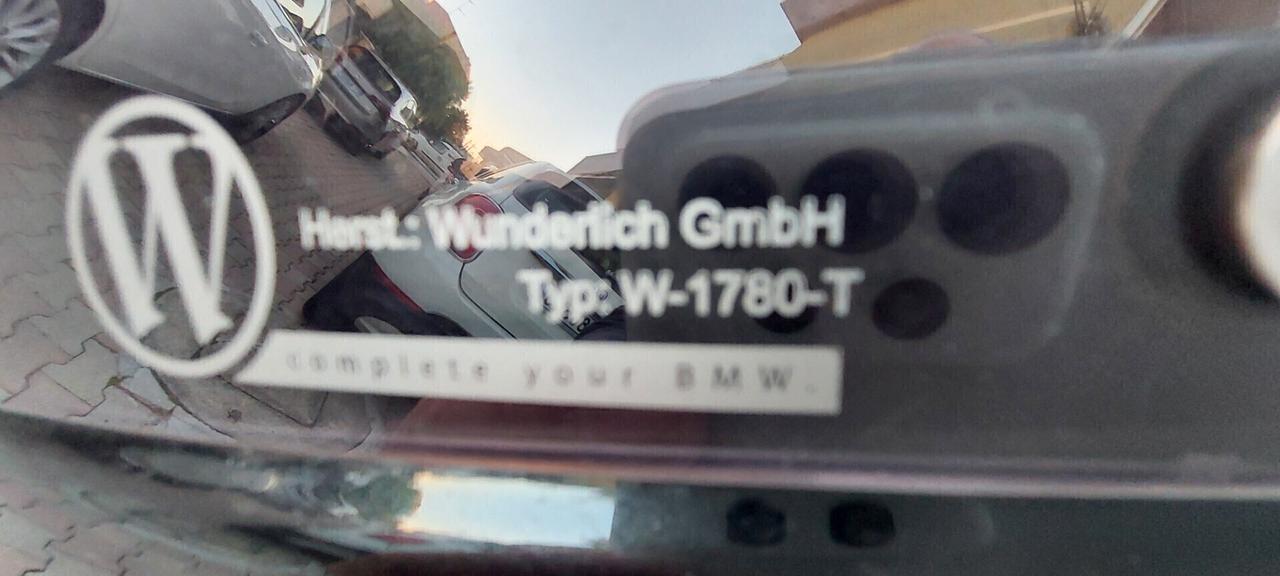 W
Herst.: Wunderlich GmbH
Typ: W-1780-T
complete your BMW.